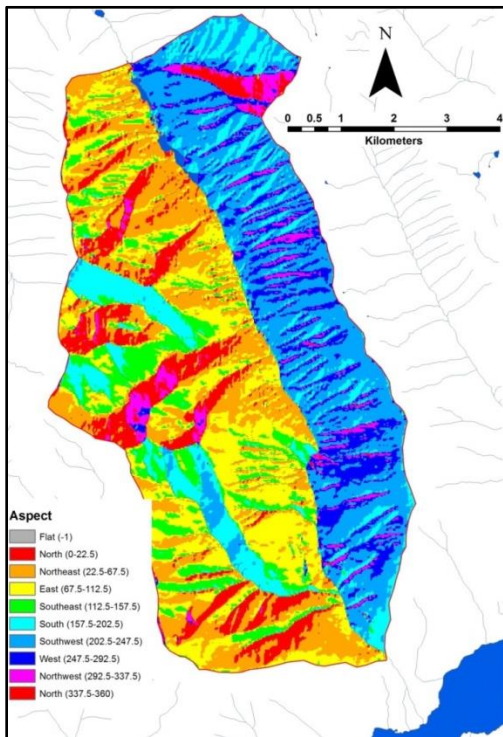 N
0 0.5 1 2 3 4
Kilometers
Aspect
Flat (-1)
North (0-22.5)
Northeast (22.5-67.5)
East (67.5-112.5)
Southeast (112.5-157.5)
South (157.5-202.5)
Southwest (202.5-247.5)
West (247.5-292.5)
Northwest (292.5-337.5)
North (337.5-360)